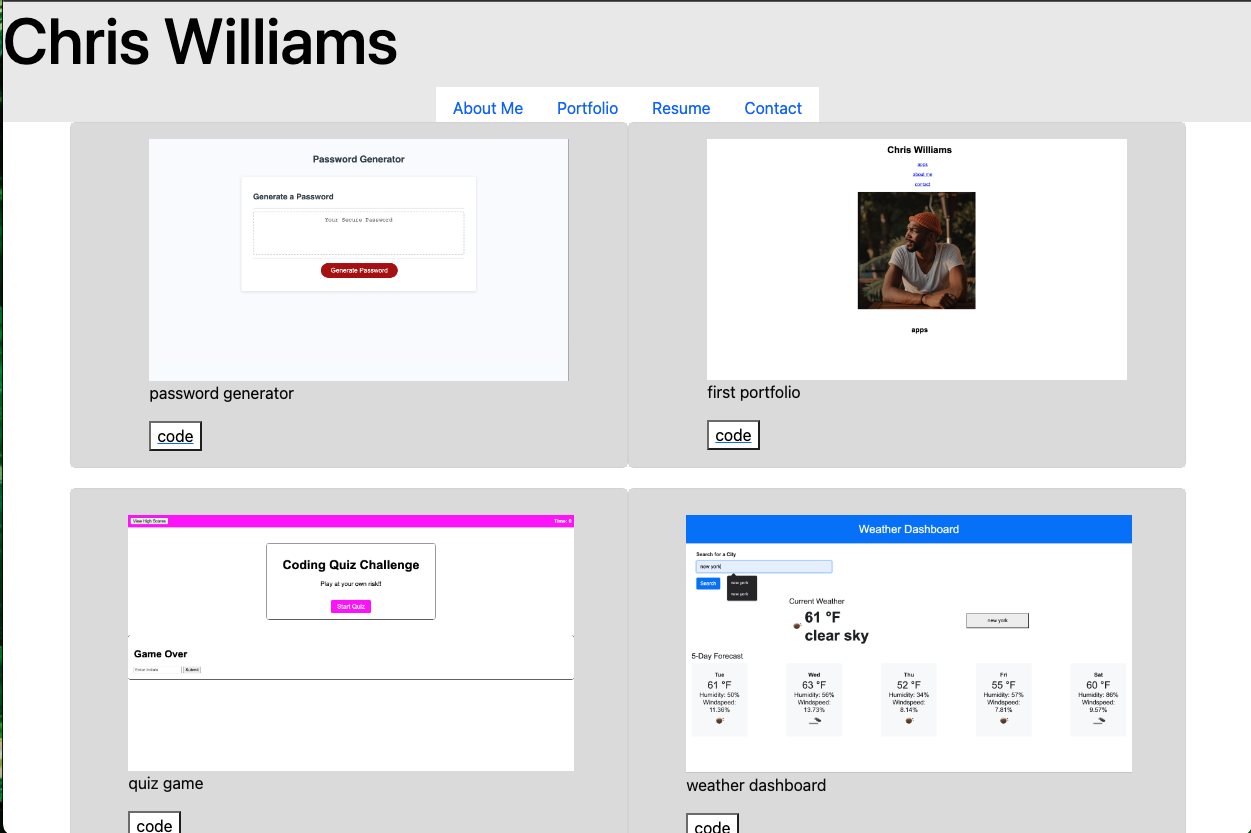 Chris Williams
About Me Portfolio Resume Contact
Password Generator
Generate a Password
Your Secure Password
Generate Password
password generator
code
Chris Williams
apps
about me
contact
apps
first portfolio
code
View High Scores Time: 0
Coding Quiz Challenge
Play at your own risk!!
Start Quiz
Game Over
Enter Initials Submit
quiz game
code
Weather Dashboard
Search for a City
new york
Search
new york
new york
Current Weather
61 °F
clear sky
new york
5-Day Forecast
Tue Wed Thu Fri Sat
61 °F 63 °F 52 °F 55 °F 60 °F
Humidity: 50% Humidity: 56% Humidity: 34% Humidity: 57% Humidity: 86%
Windspeed: Windspeed: Windspeed: Windspeed: Windspeed:
11.36% 13.73% 8.14% 7.81% 9.57%
weather dashboard
code